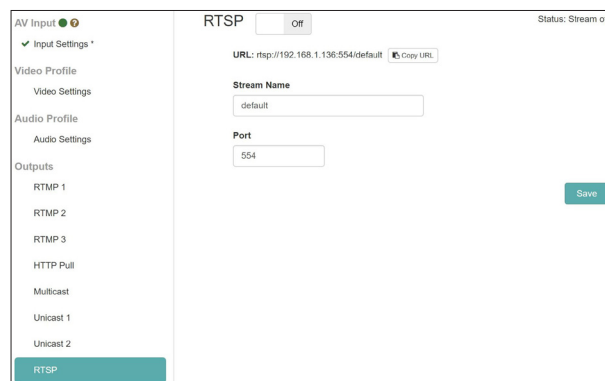 AV Input
Input Settings *
Video Profile
Video Settings
Audio Profile
Audio Settings
Outputs
RTMP 1
RTMP 2
RTMP 3
HTTP Pull
Multicast
Unicast 1
Unicast 2
RTSP
RTSP Off
Status: Stream
URL: rtsp://192.168.1.136:554/default Copy URL
Stream Name
default
Port
554
Save